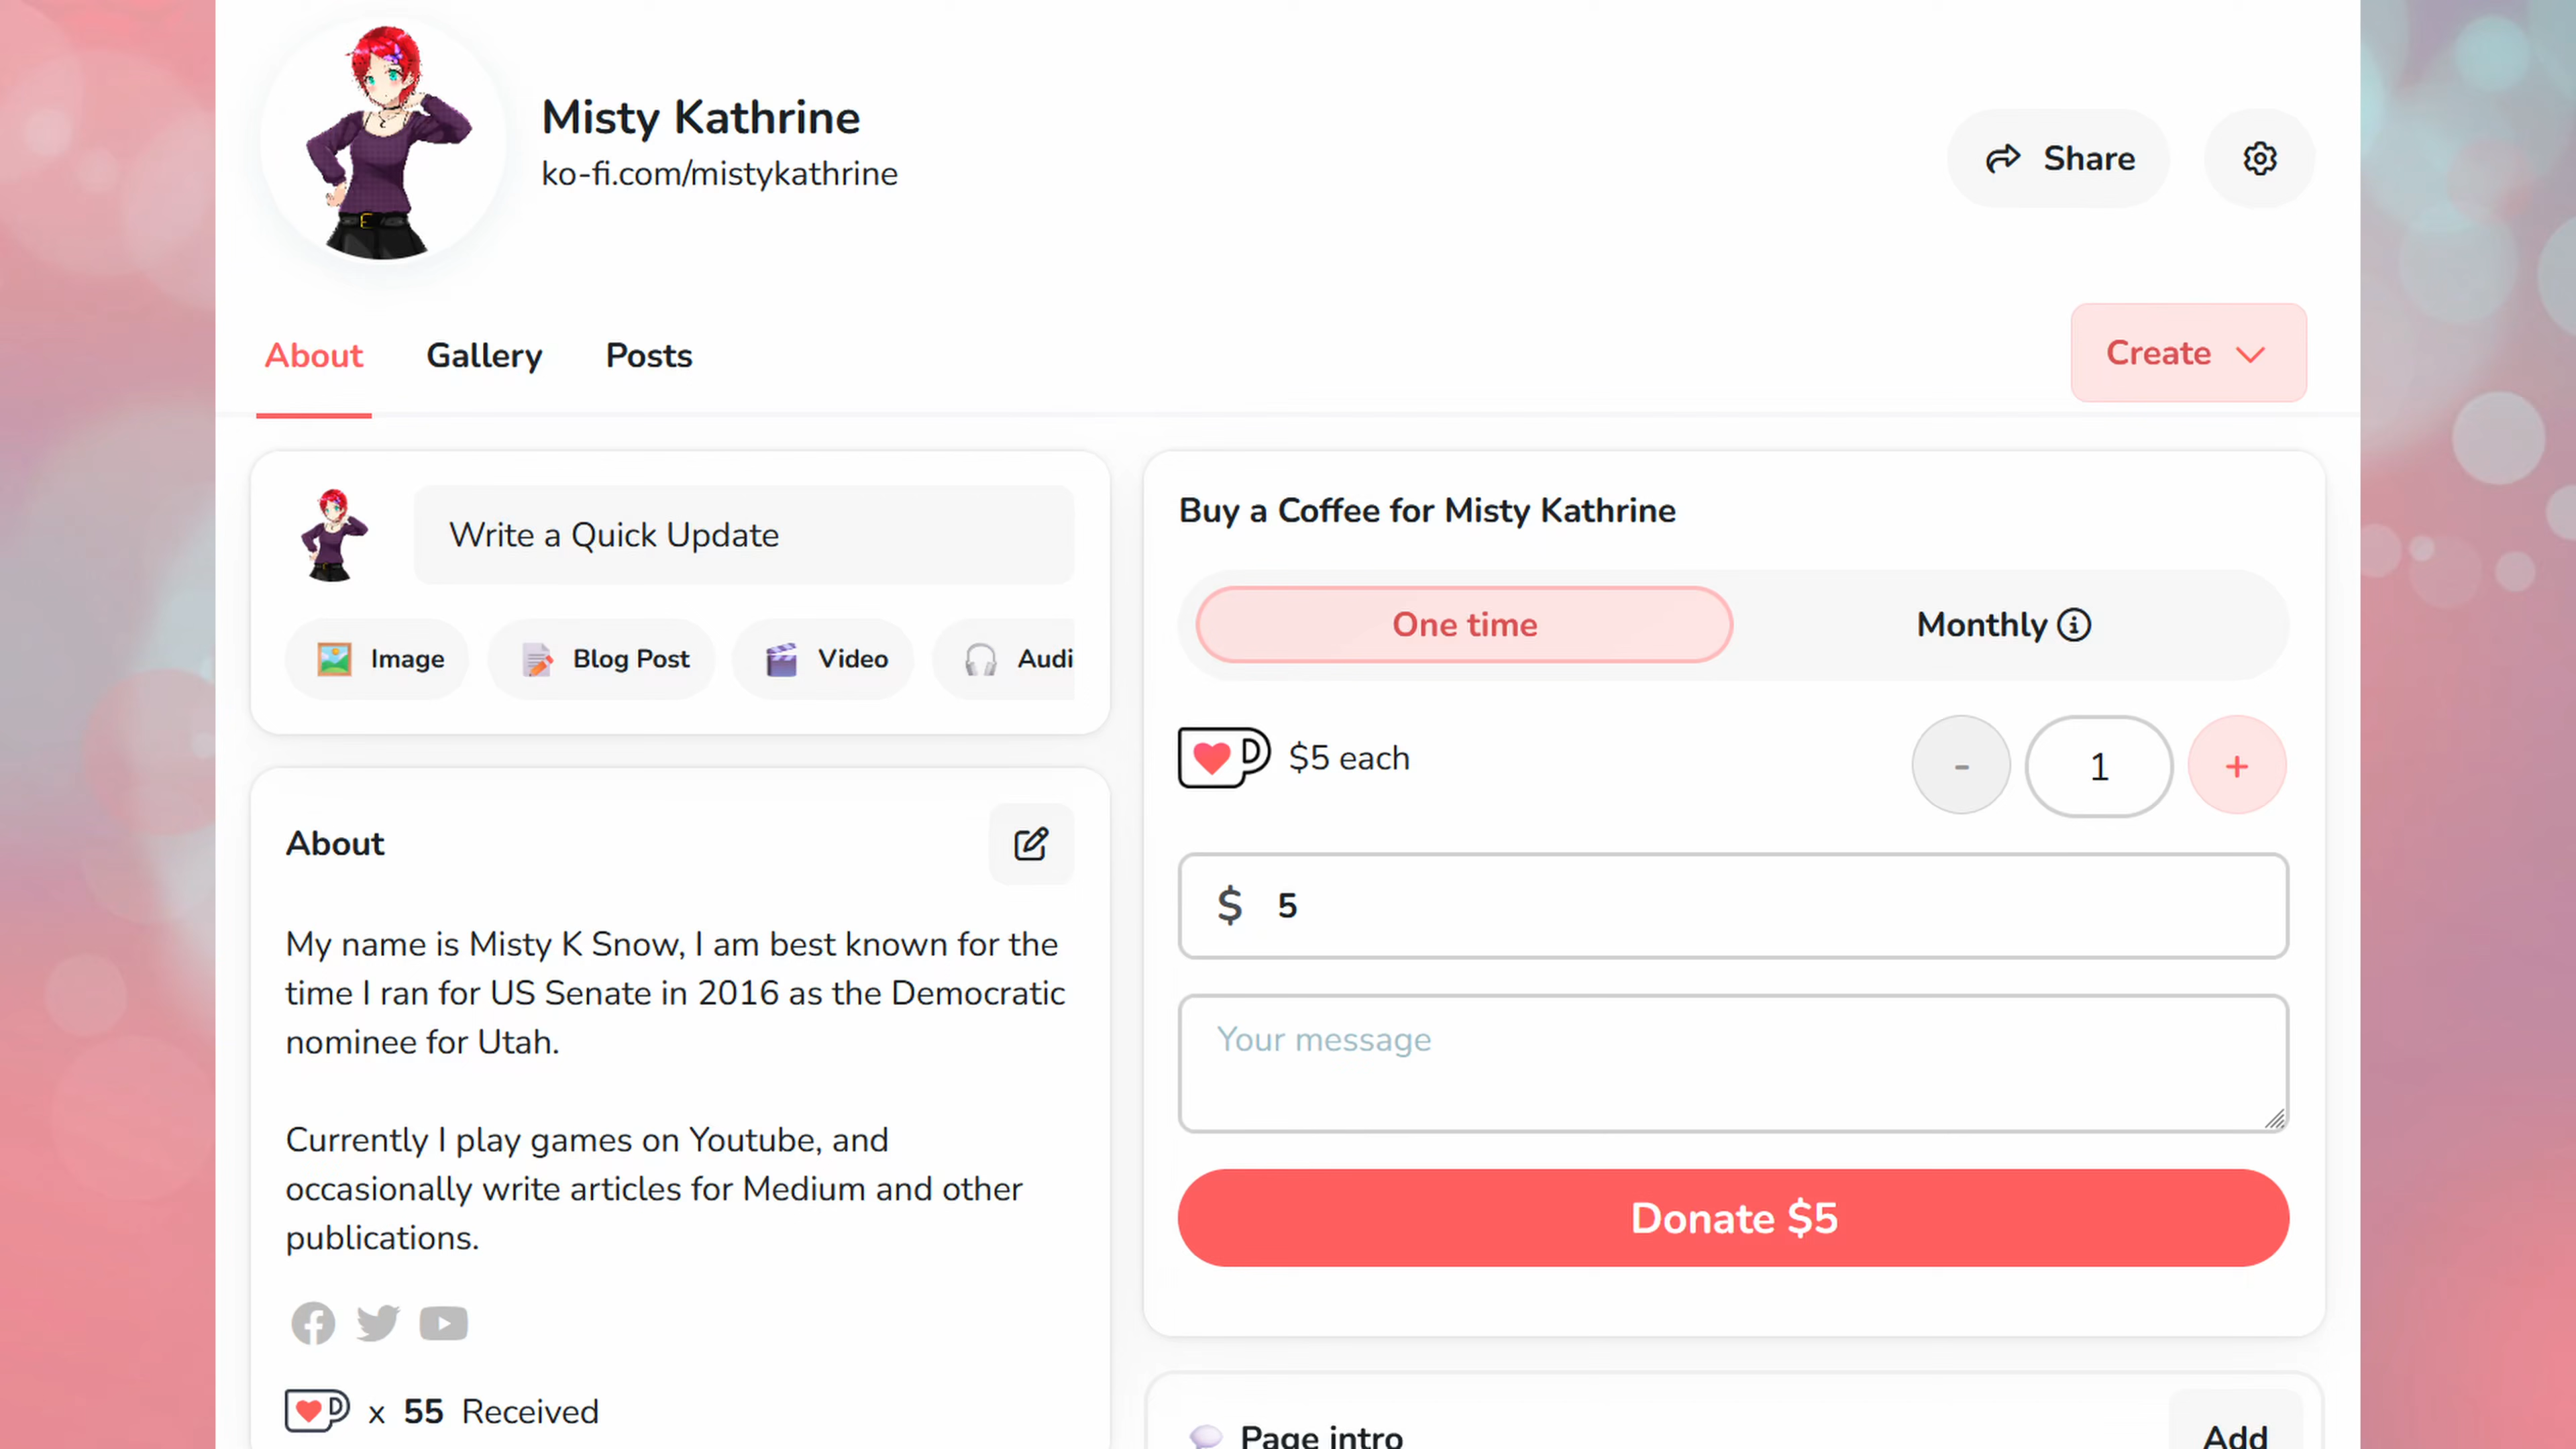 Misty Kathrine
ko-fi.com/mistykathrine
Share
About Gallery Posts
Create
Write a Quick Update
Image Blog Post Video Audi
About
My name is Misty K Snow, I am best known for the
time I ran for US Senate in 2016 as the Democratic
nominee for Utah.
Currently I play games on Youtube, and
occasionally write articles for Medium and other
publications.
x 55 Received
Buy a Coffee for Misty Kathrine
One time Monthly
$5 each
- 1 +
$ 5
Your message
Donate $5
Page intro
Add